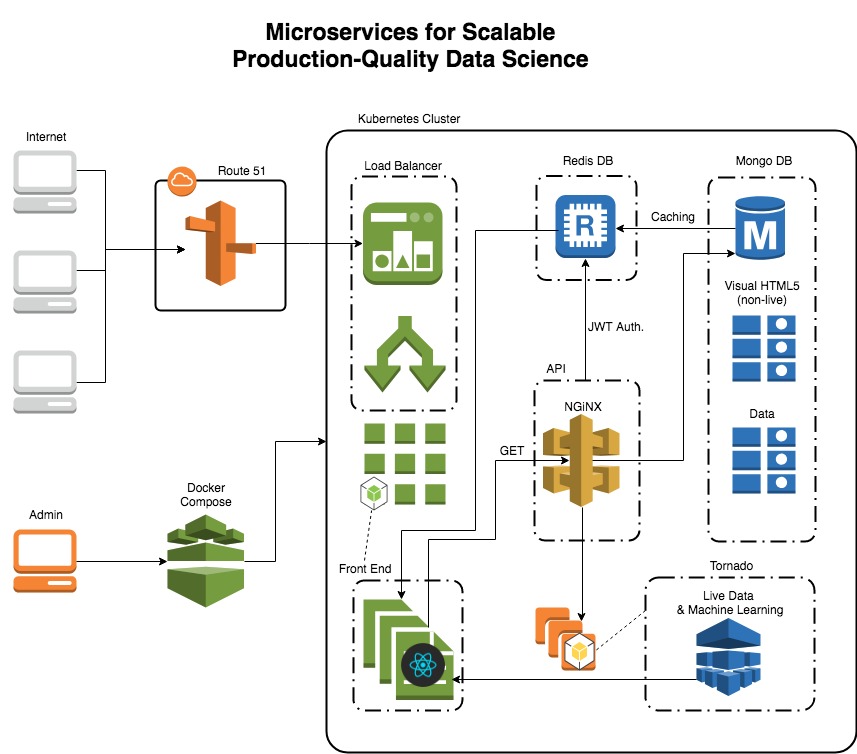 Microservices for Scalable
Production-Quality Data Science
Kubernetes Cluster
Internet
Route 51
Load Balancer
Redis DB
Mongo DB
R
Caching
M
Visual HTML5
(non-live)
JWT Auth.
API
NGiNX
Data
GET
Docker
Compose
Admin
Front End
Tornado
Live Data
& Machine Learning